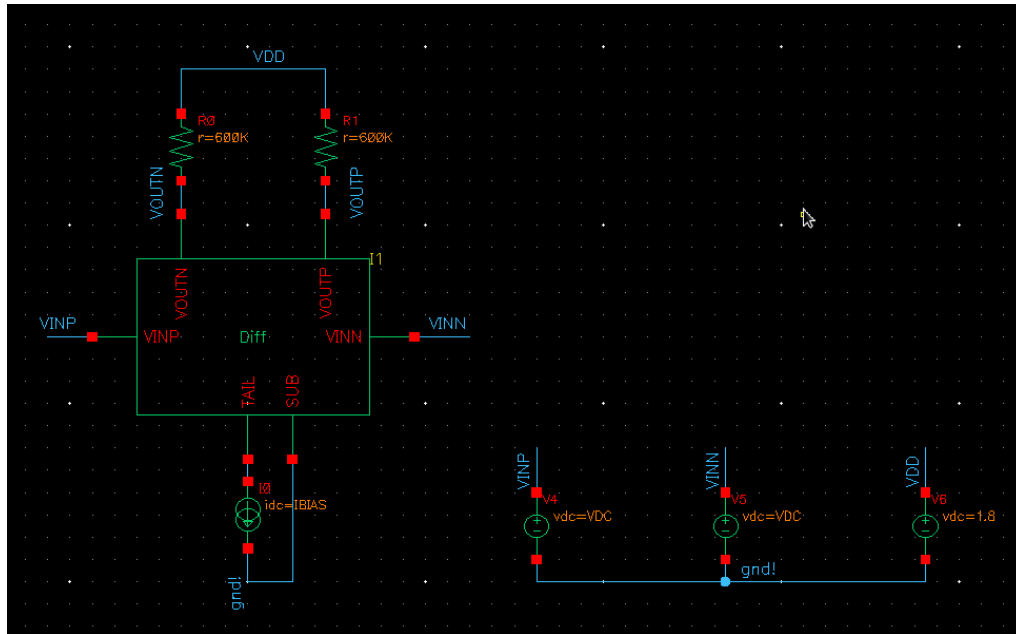 VDD
R0
r=600K
R1
r=600K
VOUTN
VOUTP
I1
VOUTN
VOUTP
VINP
VINP
Diff
VINN
VINN
TAIL
SUB
I0
idc=IBIAS
gnd!
VINP
V4
vdc=VDC
VINN
V5
vdc=VDC
VDD
V6
vdc=1.8
gnd!